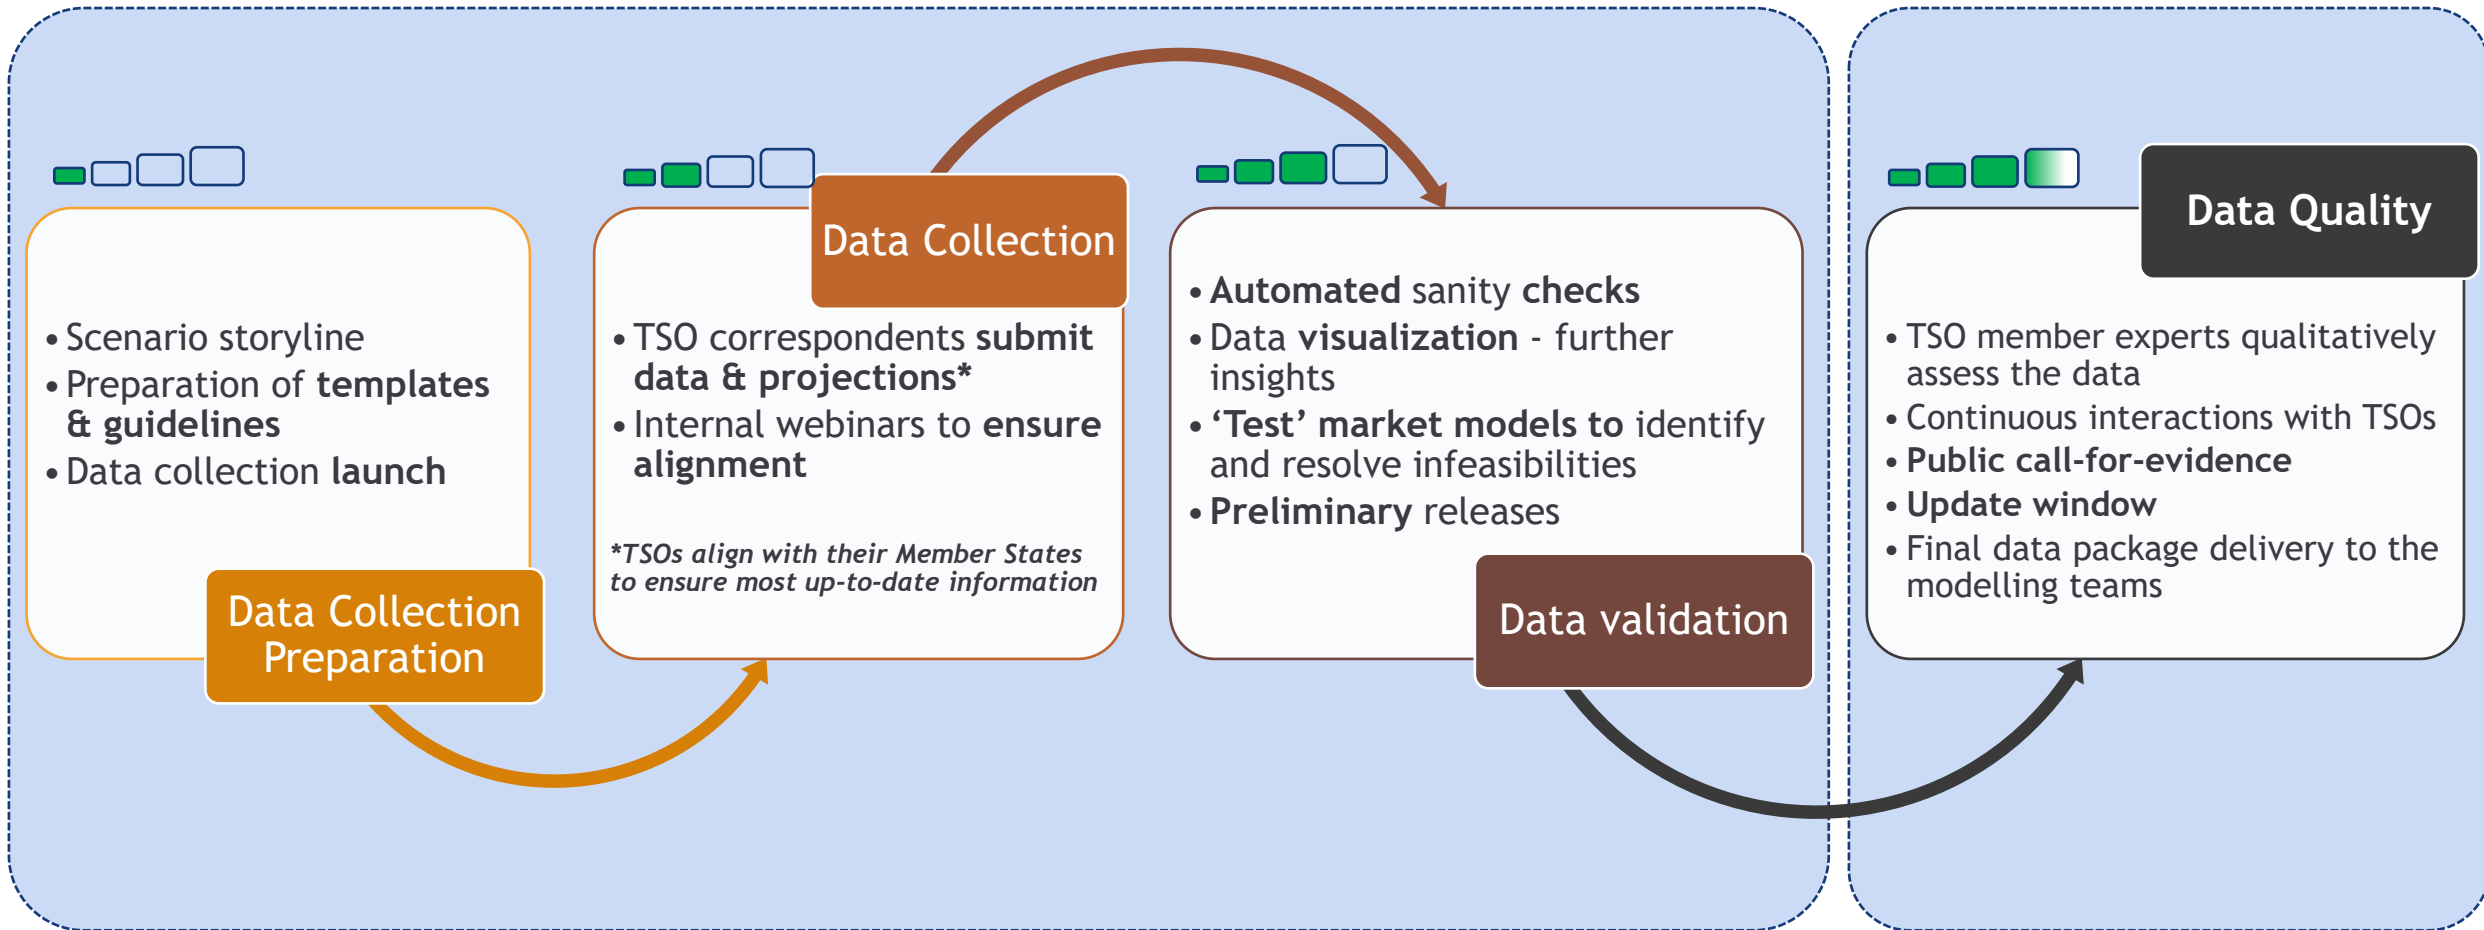 • Scenario storyline
• Preparation of templates
& guidelines
• Data collection launch
Data Collection
Preparation
Data Collection
• TSO correspondents submit
data & projections*
• Internal webinars to ensure
alignment
*TSOs align with their Member States
to ensure most up-to-date information
• Automated sanity checks
• Data visualization - further
insights
• ‘Test’ market models to identify
and resolve infeasibilities
• Preliminary releases
Data validation
Data Quality
• TSO member experts qualitatively
assess the data
• Continuous interactions with TSOs
• Public call-for-evidence
• Update window
• Final data package delivery to the
modelling teams